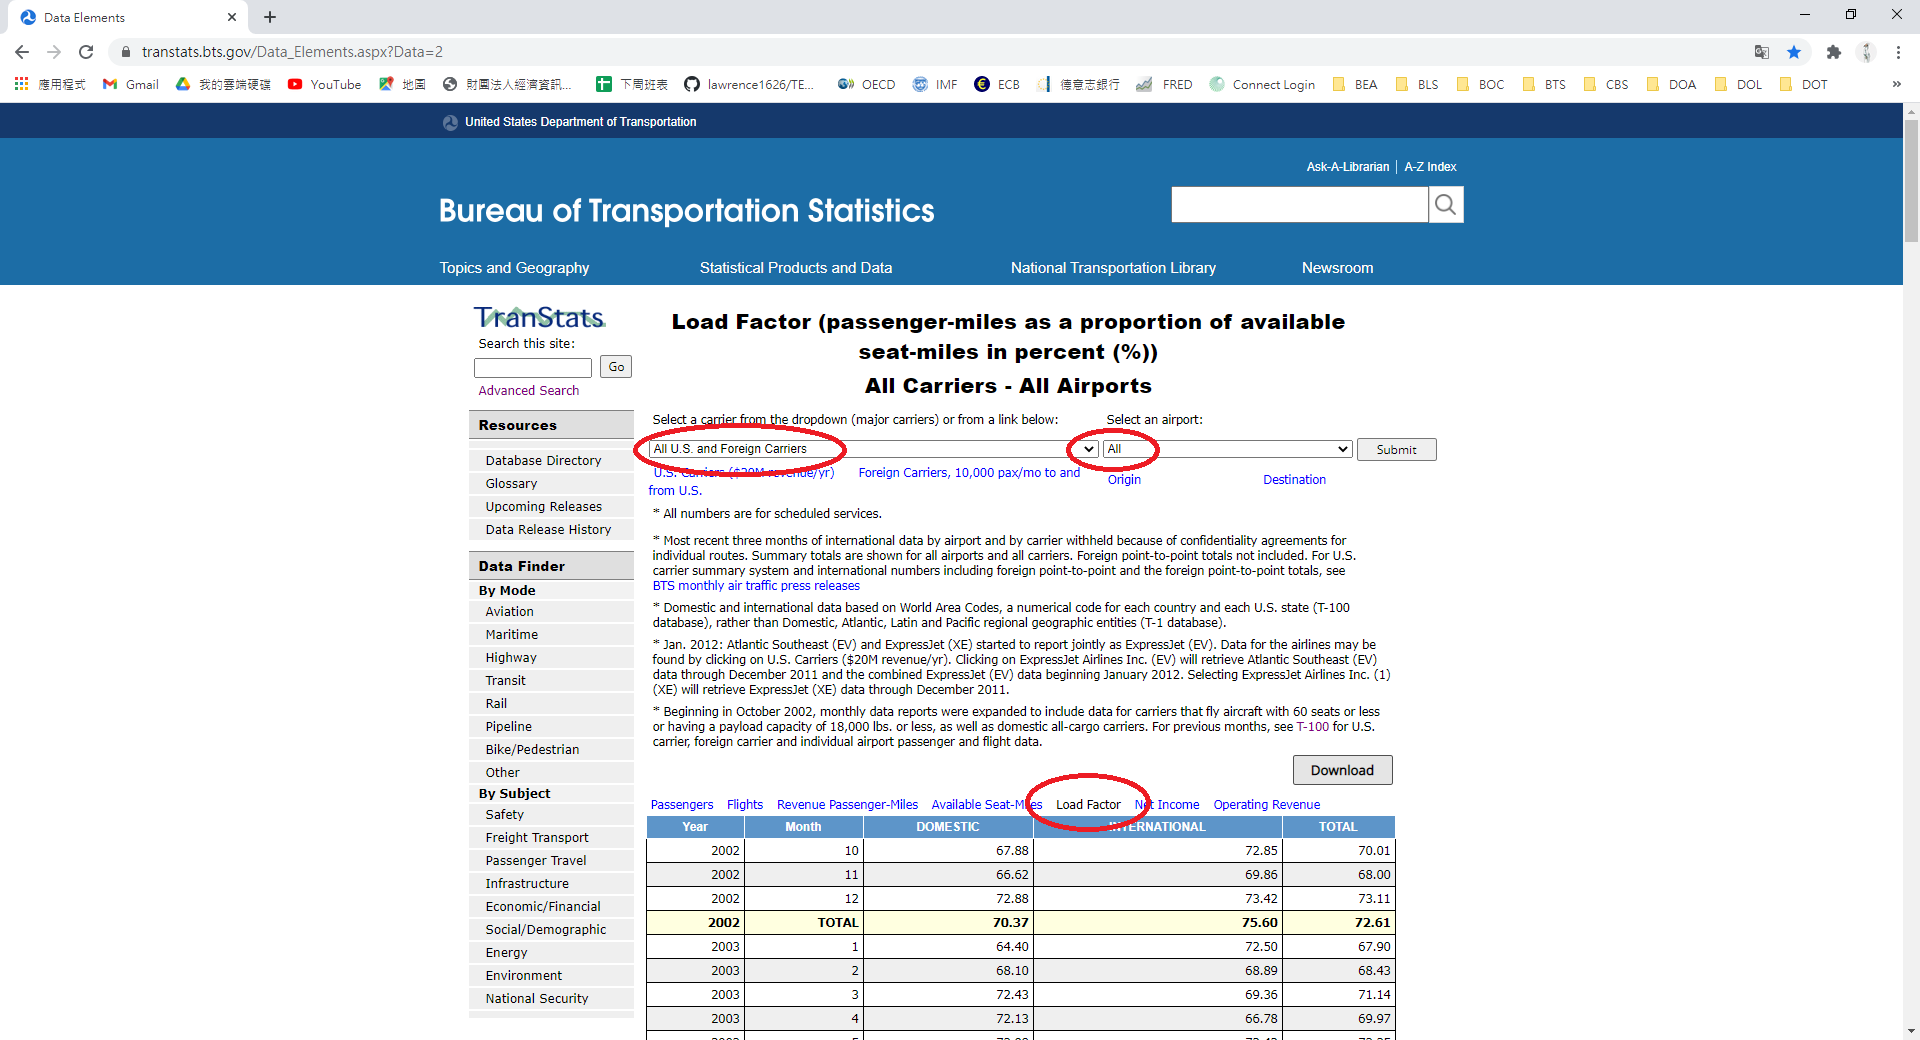 Data Elements
transtats.bts.gov/Data_Elements.aspx?Data=2
應用程式 Gmail 我的雲端硬碟 YouTube 地圖 財團法人經濟資訊... 下周班表 lawrence1626/TE... OECD IMF ECB 德意志銀行 FRED Connect Login BEA BLS BOC BTS CBS DOA DOL DOT »
United States Department of Transportation
Ask-A-Librarian | A-Z Index
Bureau of Transportation Statistics
Topics and Geography Statistical Products and Data National Transportation Library Newsroom
TranStats
Search this site:
Go
Advanced Search
Resources
Database Directory
Glossary
Upcoming Releases
Data Release History
Data Finder
By Mode
Aviation
Maritime
Highway
Transit
Rail
Pipeline
Bike/Pedestrian
Other
By Subject
Safety
Freight Transport
Passenger Travel
Infrastructure
Economic/Financial
Social/Demographic
Energy
Environment
National Security
Load Factor (passenger-miles as a proportion of available
seat-miles in percent (%))
All Carriers - All Airports
Select a carrier from the dropdown (major carriers) or from a link below: Select an airport:
All U.S. and Foreign Carriers All Submit
U.S. Carriers ($20M revenue/yr) Foreign Carriers, 10,000 pax/mo to and
from U.S.
Origin Destination
* All numbers are for scheduled services.
* Most recent three months of international data by airport and by carrier withheld because of confidentiality agreements for
individual routes. Summary totals are shown for all airports and all carriers. Foreign point-to-point totals not included. For U.S.
carrier summary system and international numbers including foreign point-to-point and the foreign point-to-point totals, see
BTS monthly air traffic press releases
* Domestic and international data based on World Area Codes, a numerical code for each country and each U.S. state (T-100
database), rather than Domestic, Atlantic, Latin and Pacific regional geographic entities (T-1 database).
* Jan. 2012: Atlantic Southeast (EV) and ExpressJet (XE) started to report jointly as ExpressJet (EV). Data for the airlines may be
found by clicking on U.S. Carriers ($20M revenue/yr). Clicking on ExpressJet Airlines Inc. (EV) will retrieve Atlantic Southeast (EV)
data through December 2011 and the combined ExpressJet (EV) data beginning January 2012. Selecting ExpressJet Airlines Inc. (1)
(XE) will retrieve ExpressJet (XE) data through December 2011.
* Beginning in October 2002, monthly data reports were expanded to include data for carriers that fly aircraft with 60 seats or less
or having a payload capacity of 18,000 lbs. or less, as well as domestic all-cargo carriers. For previous months, see T-100 for U.S.
carrier, foreign carrier and individual airport passenger and flight data.
Download
Passengers Flights Revenue Passenger-Miles Available Seat-Miles Load Factor Net Income Operating Revenue
Year Month DOMESTIC INTERNATIONAL TOTAL
2002 10 67.88 72.85 70.01
2002 11 66.62 69.86 68.00
2002 12 72.88 73.42 73.11
2002 TOTAL 70.37 75.60 72.61
2003 1 64.40 72.50 67.90
2003 2 68.10 68.89 68.43
2003 3 72.43 69.36 71.14
2003 4 72.13 66.78 69.97